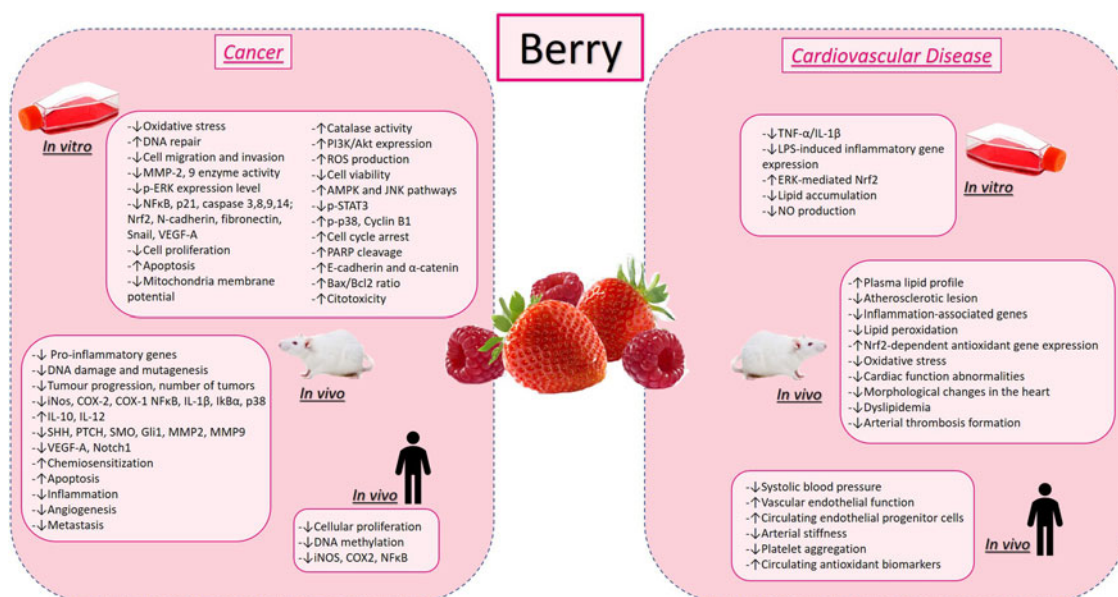 Berry
Cancer
In vitro
-↓Oxidative stress
-↑DNA repair
-↓Cell migration and invasion
-↓MMP-2, 9 enzyme activity
-↓p-ERK expression level
-↓NFκB, p21, caspase 3,8,9,14;
Nrf2, N-cadherin, fibronectin,
Snail, VEGF-A
-↓Cell proliferation
-↑Apoptosis
-↓Mitochondria membrane
potential
-↑Catalase activity
-↑PI3K/Akt expression
-↑ROS production
-↓Cell viability
-↑AMPK and JNK pathways
-↓p-STAT3
-↑p-p38, Cyclin B1
-↑Cell cycle arrest
-↑PARP cleavage
-↑E-cadherin and α-catenin
-↑Bax/Bcl2 ratio
-↑Citotoxicity
-↓ Pro-inflammatory genes
-↓DNA damage and mutagenesis
-↓Tumour progression, number of tumors
-↓iNos, COX-2, COX-1 NFκB, IL-1β, IkBα, p38
-↑IL-10, IL-12
-↓SHH, PTCH, SMO, Gli1, MMP2, MMP9
-↓VEGF-A, Notch1
-↑Chemiosensitization
-↑Apoptosis
-↓Inflammation
-↓Angiogenesis
-↓Metastasis
In vivo
In vivo
-↓Cellular proliferation
-↓DNA methylation
-↓iNOS, COX2, NFκB
Cardiovascular Disease
-↓TNF-α/IL-1β
-↓LPS-induced inflammatory gene
expression
-↑ERK-mediated Nrf2
-↓Lipid accumulation
-↓NO production
In vitro
In vivo
-↑Plasma lipid profile
-↓Atherosclerotic lesion
-↓Inflammation-associated genes
-↓Lipid peroxidation
-↑Nrf2-dependent antioxidant gene expression
-↓Oxidative stress
-↓Cardiac function abnormalities
-↓Morphological changes in the heart
-↓Dyslipidemia
-↓Arterial thrombosis formation
-↓Systolic blood pressure
-↑Vascular endothelial function
-↑Circulating endothelial progenitor cells
-↓Arterial stiffness
-↓Platelet aggregation
-↑Circulating antioxidant biomarkers
In vivo